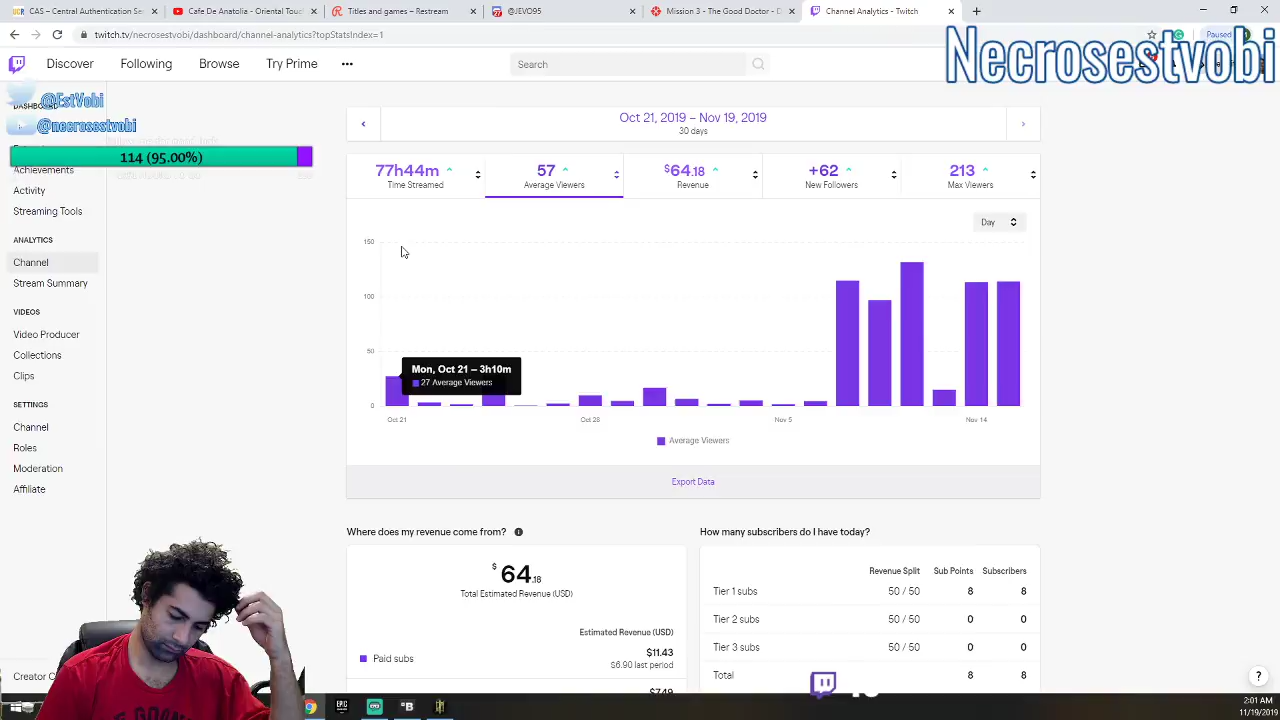 CAS – Central Authentication Ser
Cafe De Anatolia - Oriental Touch
Titles and games – Restream
@JEVO95
Mission 3 - The Good Doctor - D
Channel Analytics - Twitch
twitch.tv/necrosestvobi/dashboard/channel-analytics?topStatsIndex=1
Paused
Necrosestvobi
Discover
Following
Browse
Try Prime
Search
@EstVobi
@necrosestvobi
114 (95.00%)
Achievements
Activity
Streaming Tools
ANALYTICS
Channel
Stream Summary
VIDEOS
Video Producer
Collections
Clips
SETTINGS
Channel
Roles
Moderation
Affiliate
Oct 21, 2019 – Nov 19, 2019
30 days
77h44m
Time Streamed
57
Average Viewers
$64.18
Revenue
+62
New Followers
213
Max Viewers
Day
150
100
50
0
Mon, Oct 21 – 3h10m
27 Average Viewers
Oct 21
Oct 28
Nov 5
Nov 14
Average Viewers
Export Data
Where does my revenue come from?
$64.18
Total Estimated Revenue (USD)
Estimated Revenue (USD)
Paid subs $11.43
$6.90 last period
$7.49
How many subscribers do I have today?
Revenue Split Sub Points Subscribers
Tier 1 subs 50 / 50 8 8
Tier 2 subs 50 / 50 0 0
Tier 3 subs 50 / 50 0 0
Total 8 8
?
EPIC
2:01 AM
11/19/2019